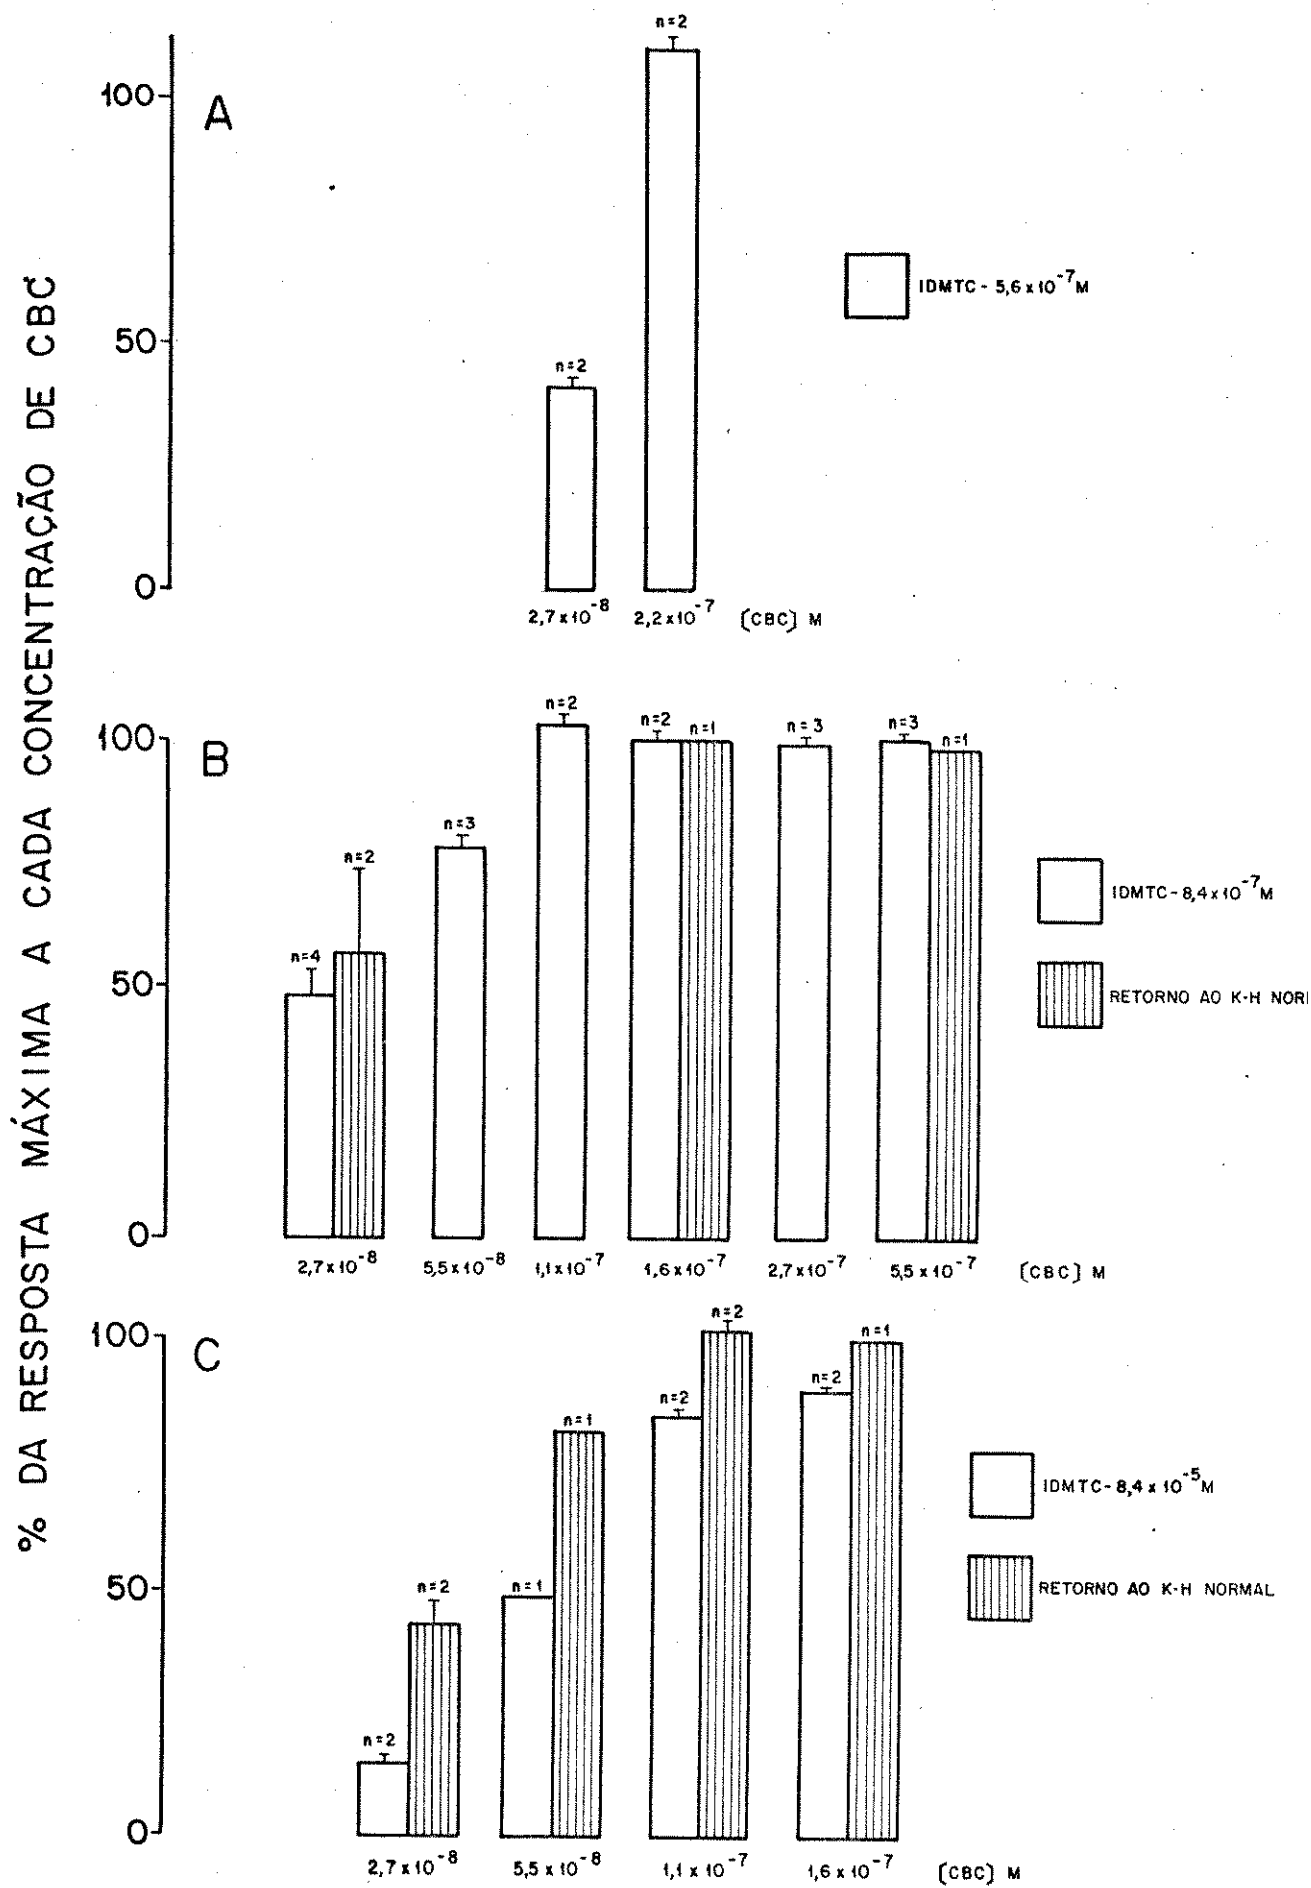 % DA RESPOSTA MÁXIMA A CADA CONCENTRAÇÃO DE CBC
A
100
50
0
n=2
n=2
IDMTC - 5,6 x 10⁻⁷ M
2,7 x 10⁻⁸ 2,2 x 10⁻⁷ [CBC] M
B
100
50
0
n=4
n=2
n=3
n=2
n=2
n=1
n=3
n=3
n=1
IDMTC - 8,4 x 10⁻⁷ M
RETORNO AO K-H NOR
2,7 x 10⁻⁸ 5,5 x 10⁻⁸ 1,1 x 10⁻⁷ 1,6 x 10⁻⁷ 2,7 x 10⁻⁷ 5,5 x 10⁻⁷ [CBC] M
C
100
50
0
n=2
n=2
n=1
n=1
n=2
n=2
n=2
n=1
IDMTC - 8,4 x 10⁻⁵ M
RETORNO AO K-H NORMAL
2,7 x 10⁻⁸ 5,5 x 10⁻⁸ 1,1 x 10⁻⁷ 1,6 x 10⁻⁷ [CBC] M